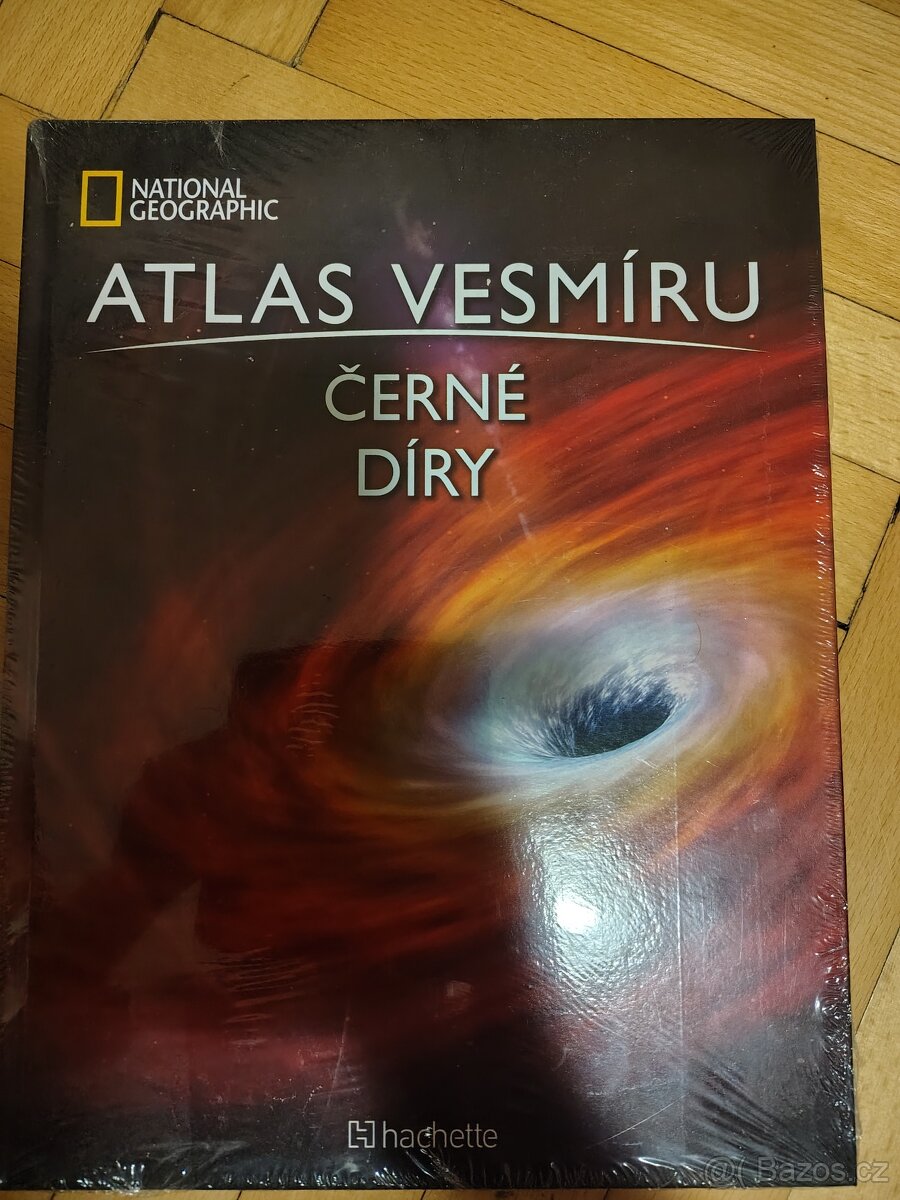 NATIONAL
GEOGRAPHIC
ATLAS VESMÍRU
ČERNÉ
DÍRY
hachette
@( Bazos.cz